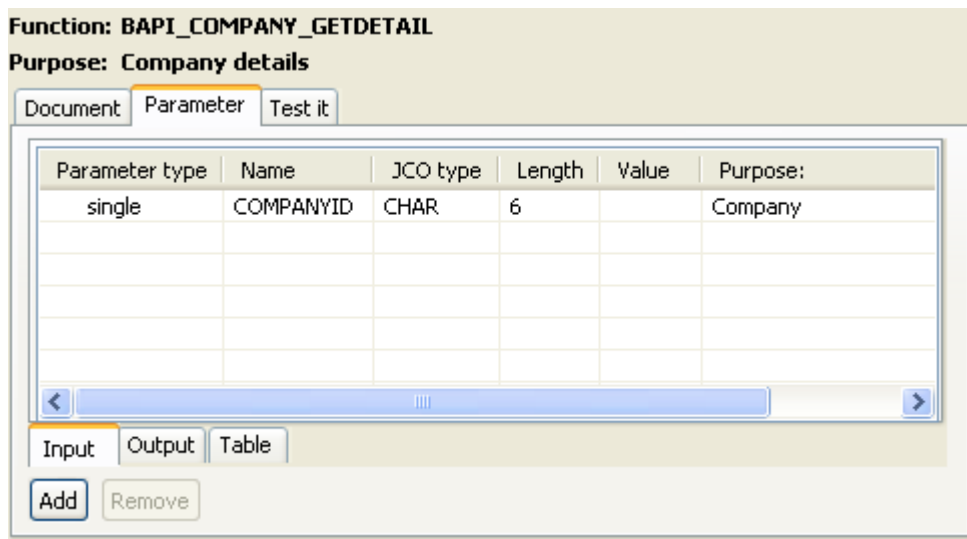 Function: BAPI_COMPANY_GETDETAIL
Purpose: Company details
Document Parameter Test it
Parameter type Name JCO type Length Value Purpose:
single COMPANYID CHAR 6 Company
Input Output Table
Add Remove